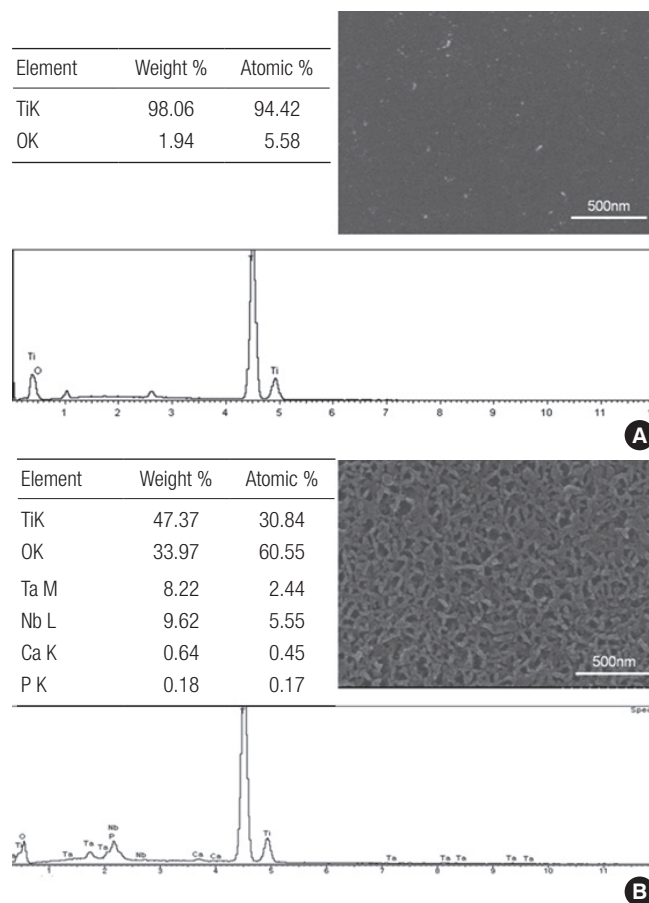 Element Weight % Atomic %
TiK 98.06 94.42
OK 1.94 5.58
500nm
Ti
Ti
O
Ti
1 2 3 4 5 6 7 8 9 10 11
A
Element Weight % Atomic %
TiK 47.37 30.84
OK 33.97 60.55
Ta M 8.22 2.44
Nb L 9.62 5.55
Ca K 0.64 0.45
P K 0.18 0.17
500nm
Spec
O
Ti
Ta
Ta
Ta
Nb
P
Nb
Ca
Ca
Ti
Ta
Ta
Ta
Ta
Ta
1 2 3 4 5 6 7 8 9 10 11
B